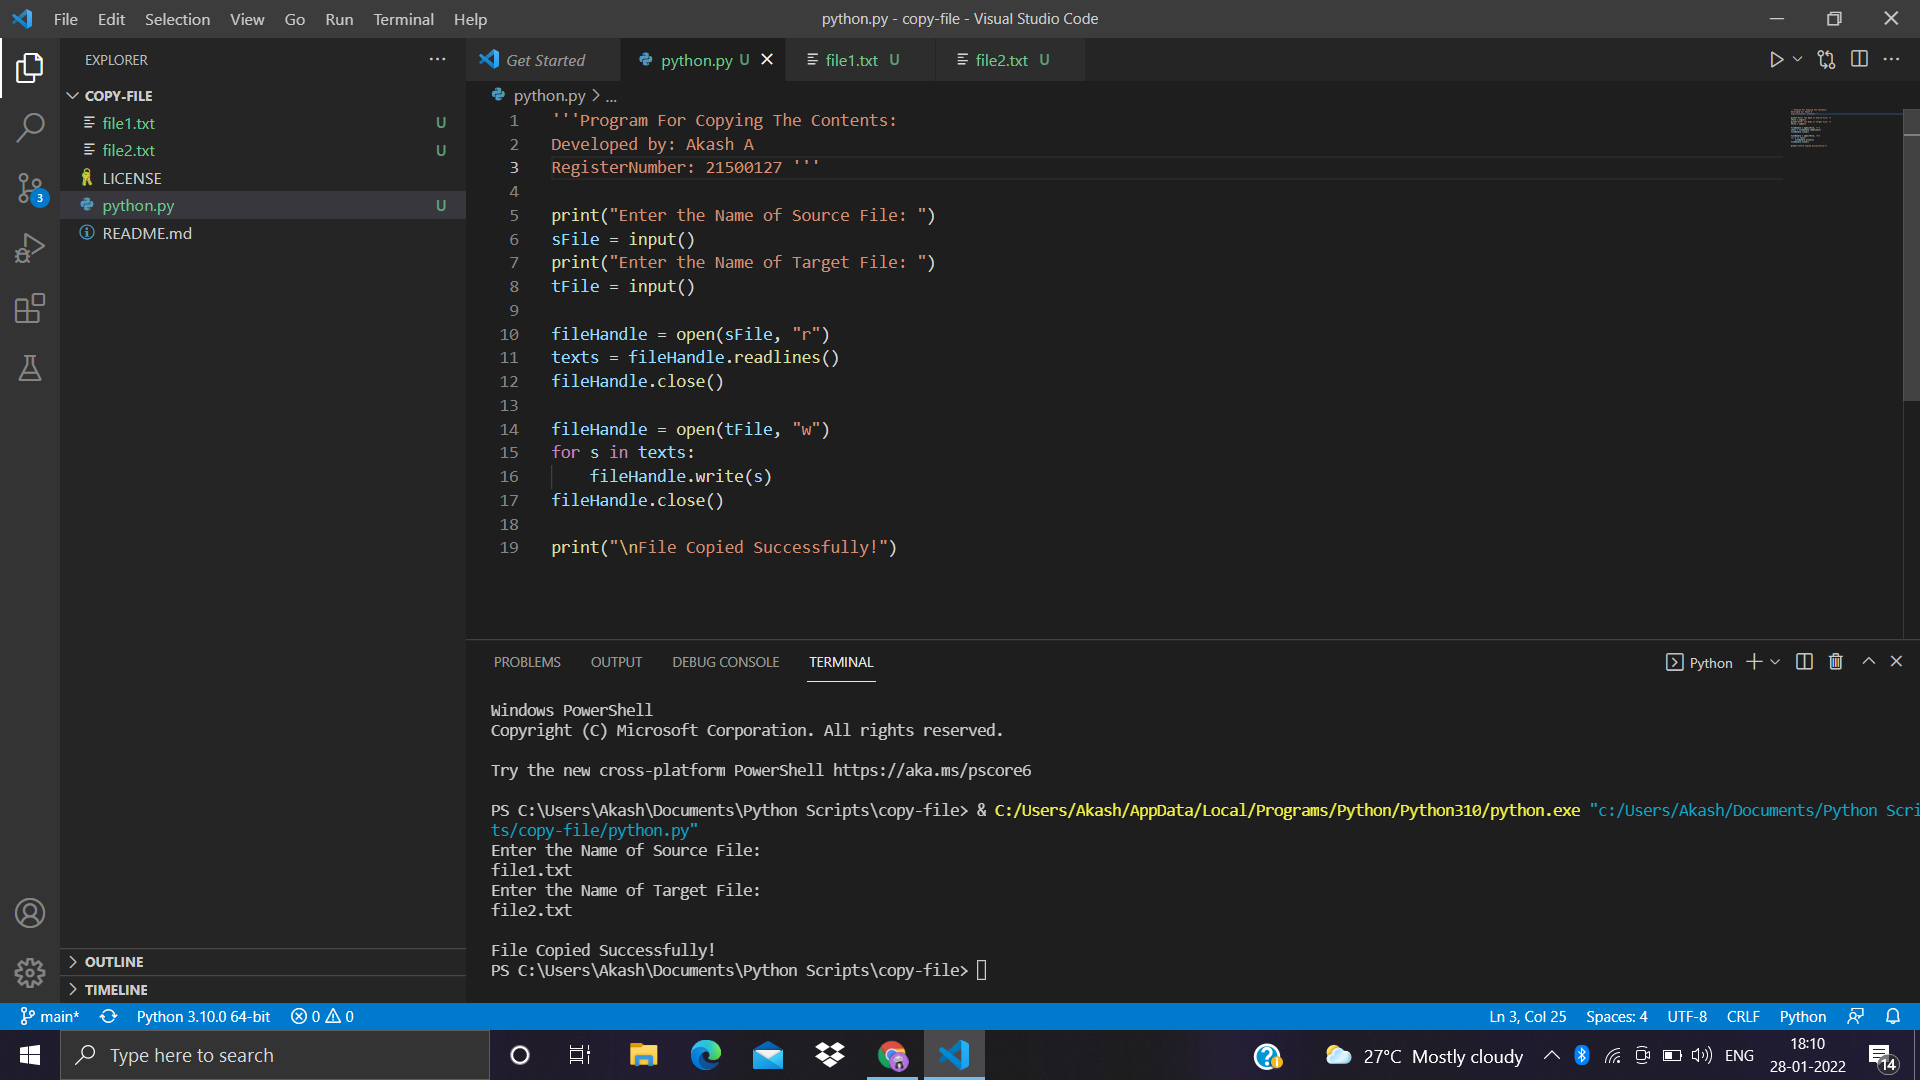 File Edit Selection View Go Run Terminal Help
python.py - copy-file - Visual Studio Code
EXPLORER
Get Started
python.py U
file1.txt U
file2.txt U
COPY-FILE
file1.txt U
file2.txt U
LICENSE
python.py U
README.md
3
python.py > ...
1 '''Program For Copying The Contents:
2 Developed by: Akash A
3 RegisterNumber: 21500127 '''
4
5 print("Enter the Name of Source File: ")
6 sFile = input()
7 print("Enter the Name of Target File: ")
8 tFile = input()
9
10 fileHandle = open(sFile, "r")
11 texts = fileHandle.readlines()
12 fileHandle.close()
13
14 fileHandle = open(tFile, "w")
15 for s in texts:
16 fileHandle.write(s)
17 fileHandle.close()
18
19 print("\nFile Copied Successfully!")
PROBLEMS OUTPUT DEBUG CONSOLE TERMINAL
Python
Windows PowerShell
Copyright (C) Microsoft Corporation. All rights reserved.
Try the new cross-platform PowerShell https://aka.ms/pscore6
PS C:\Users\Akash\Documents\Python Scripts\copy-file> & C:/Users/Akash/AppData/Local/Programs/Python/Python310/python.exe "c:/Users/Akash/Documents/Python Scri
ts/copy-file/python.py"
Enter the Name of Source File:
file1.txt
Enter the Name of Target File:
file2.txt
File Copied Successfully!
PS C:\Users\Akash\Documents\Python Scripts\copy-file>
OUTLINE
TIMELINE
main* Python 3.10.0 64-bit 0 0
Ln 3, Col 25 Spaces: 4 UTF-8 CRLF Python
Type here to search
27°C Mostly cloudy
ENG
18:10
28-01-2022
14